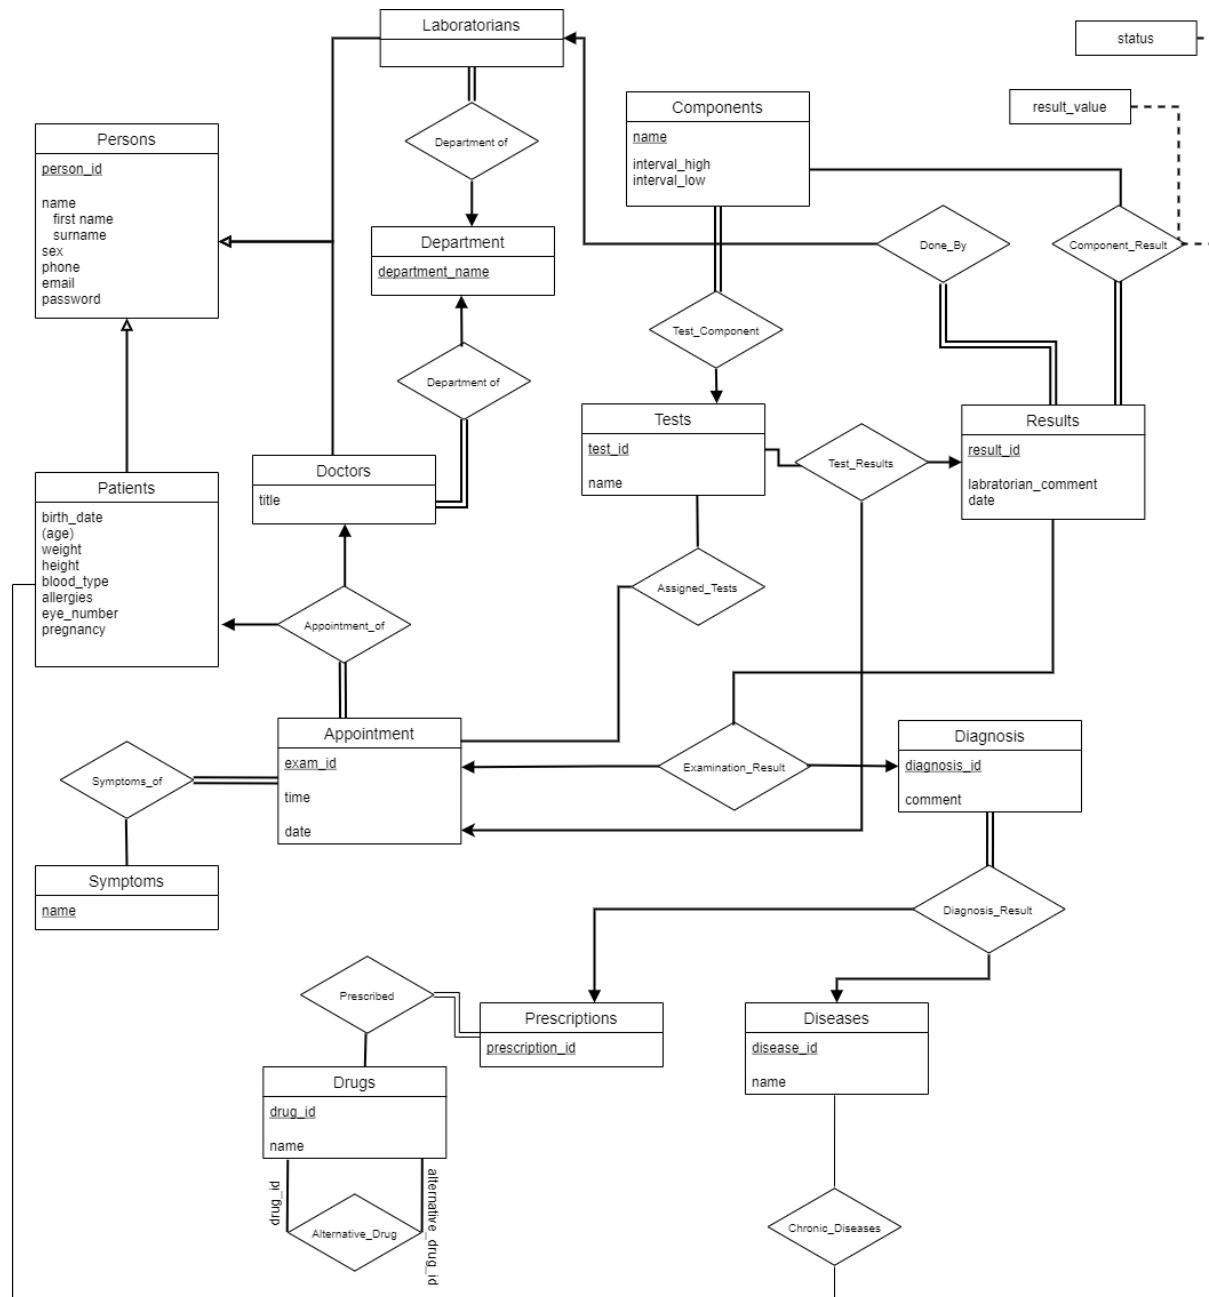 Laboratorians
status
Components
name
interval_high
interval_low
result_value
Persons
person_id
name
first name
surname
sex
phone
email
password
Department of
Department
department_name
Done_By
Component_Result
Test_Component
Department of
Tests
test_id
name
Test_Results
Results
result_id
labratorian_comment
date
Doctors
title
Patients
birth_date
(age)
weight
height
blood_type
allergies
eye_number
pregnancy
Assigned_Tests
Appointment_of
Appointment
exam_id
time
date
Symptoms_of
Examination_Result
Diagnosis
diagnosis_id
comment
Symptoms
name
Diagnosis_Result
Prescribed
Prescriptions
prescription_id
Diseases
disease_id
name
Drugs
drug_id
name
drug_id
alternative_drug_id
Alternative_Drug
Chronic_Diseases